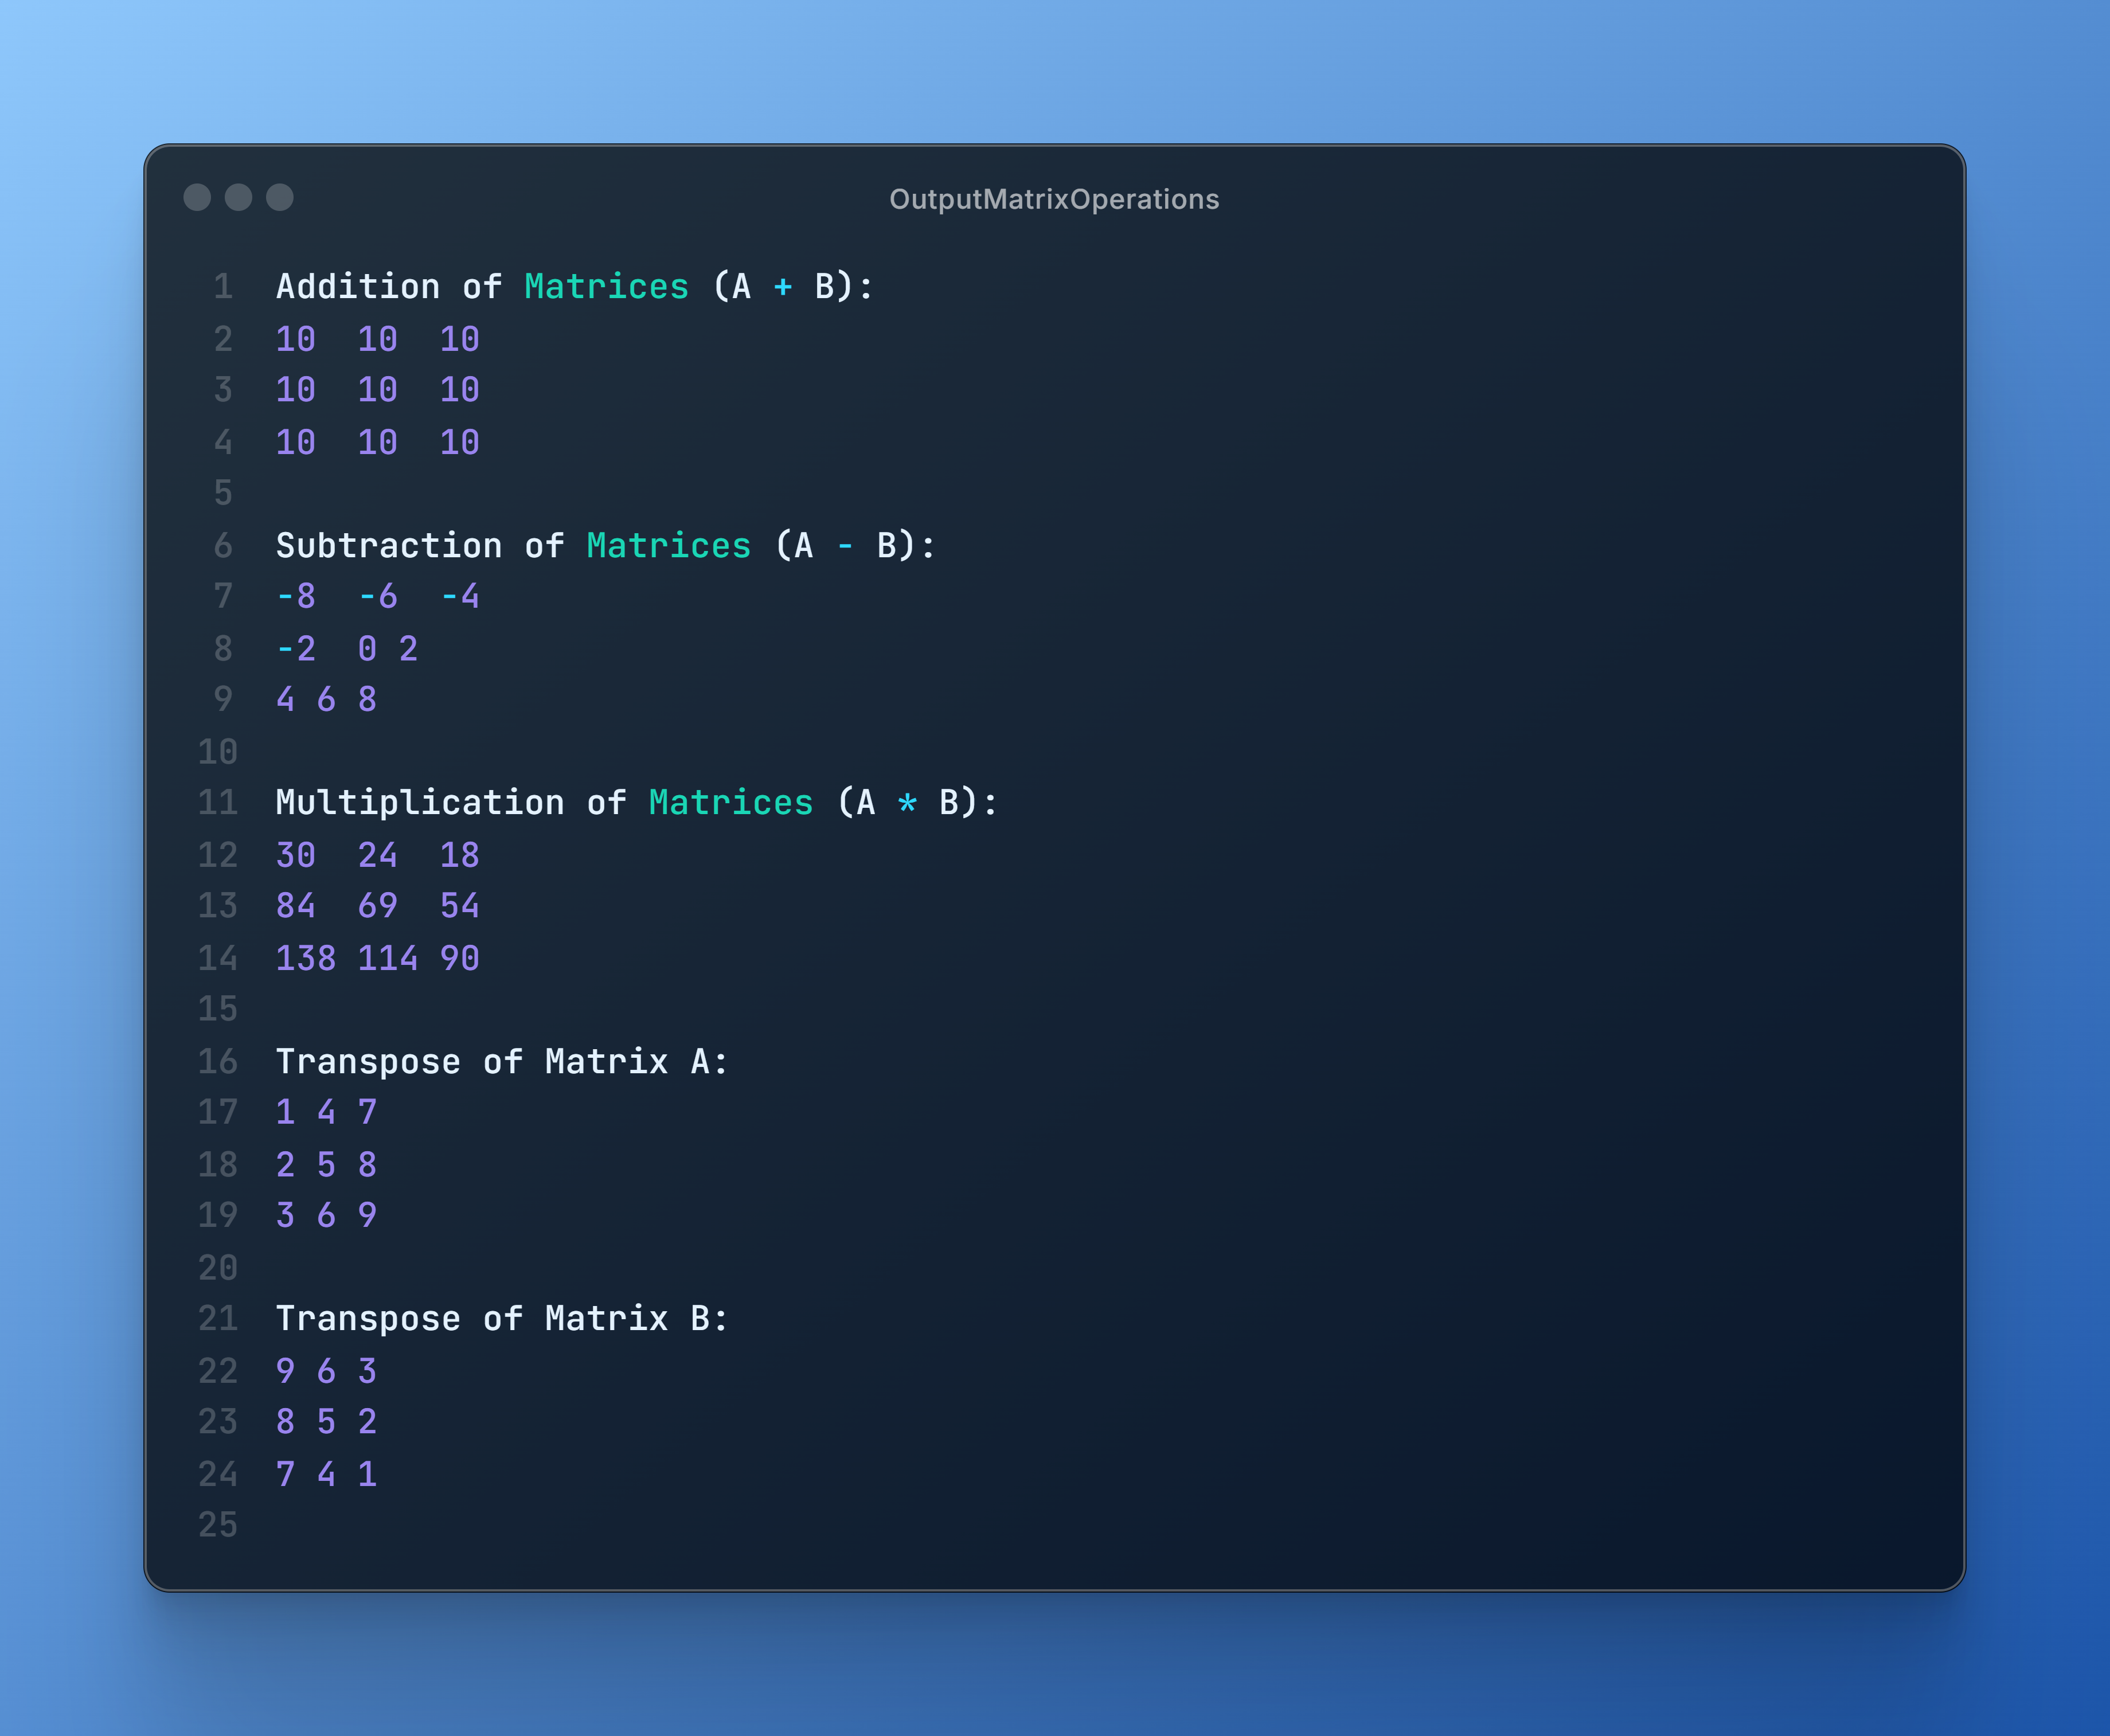 OutputMatrixOperations
1 Addition of Matrices (A + B):
2 10  10  10
3 10  10  10
4 10  10  10
5
6 Subtraction of Matrices (A - B):
7 -8  -6  -4
8 -2  0 2
9 4 6 8
10
11 Multiplication of Matrices (A * B):
12 30  24  18
13 84  69  54
14 138 114 90
15
16 Transpose of Matrix A:
17 1 4 7
18 2 5 8
19 3 6 9
20
21 Transpose of Matrix B:
22 9 6 3
23 8 5 2
24 7 4 1
25